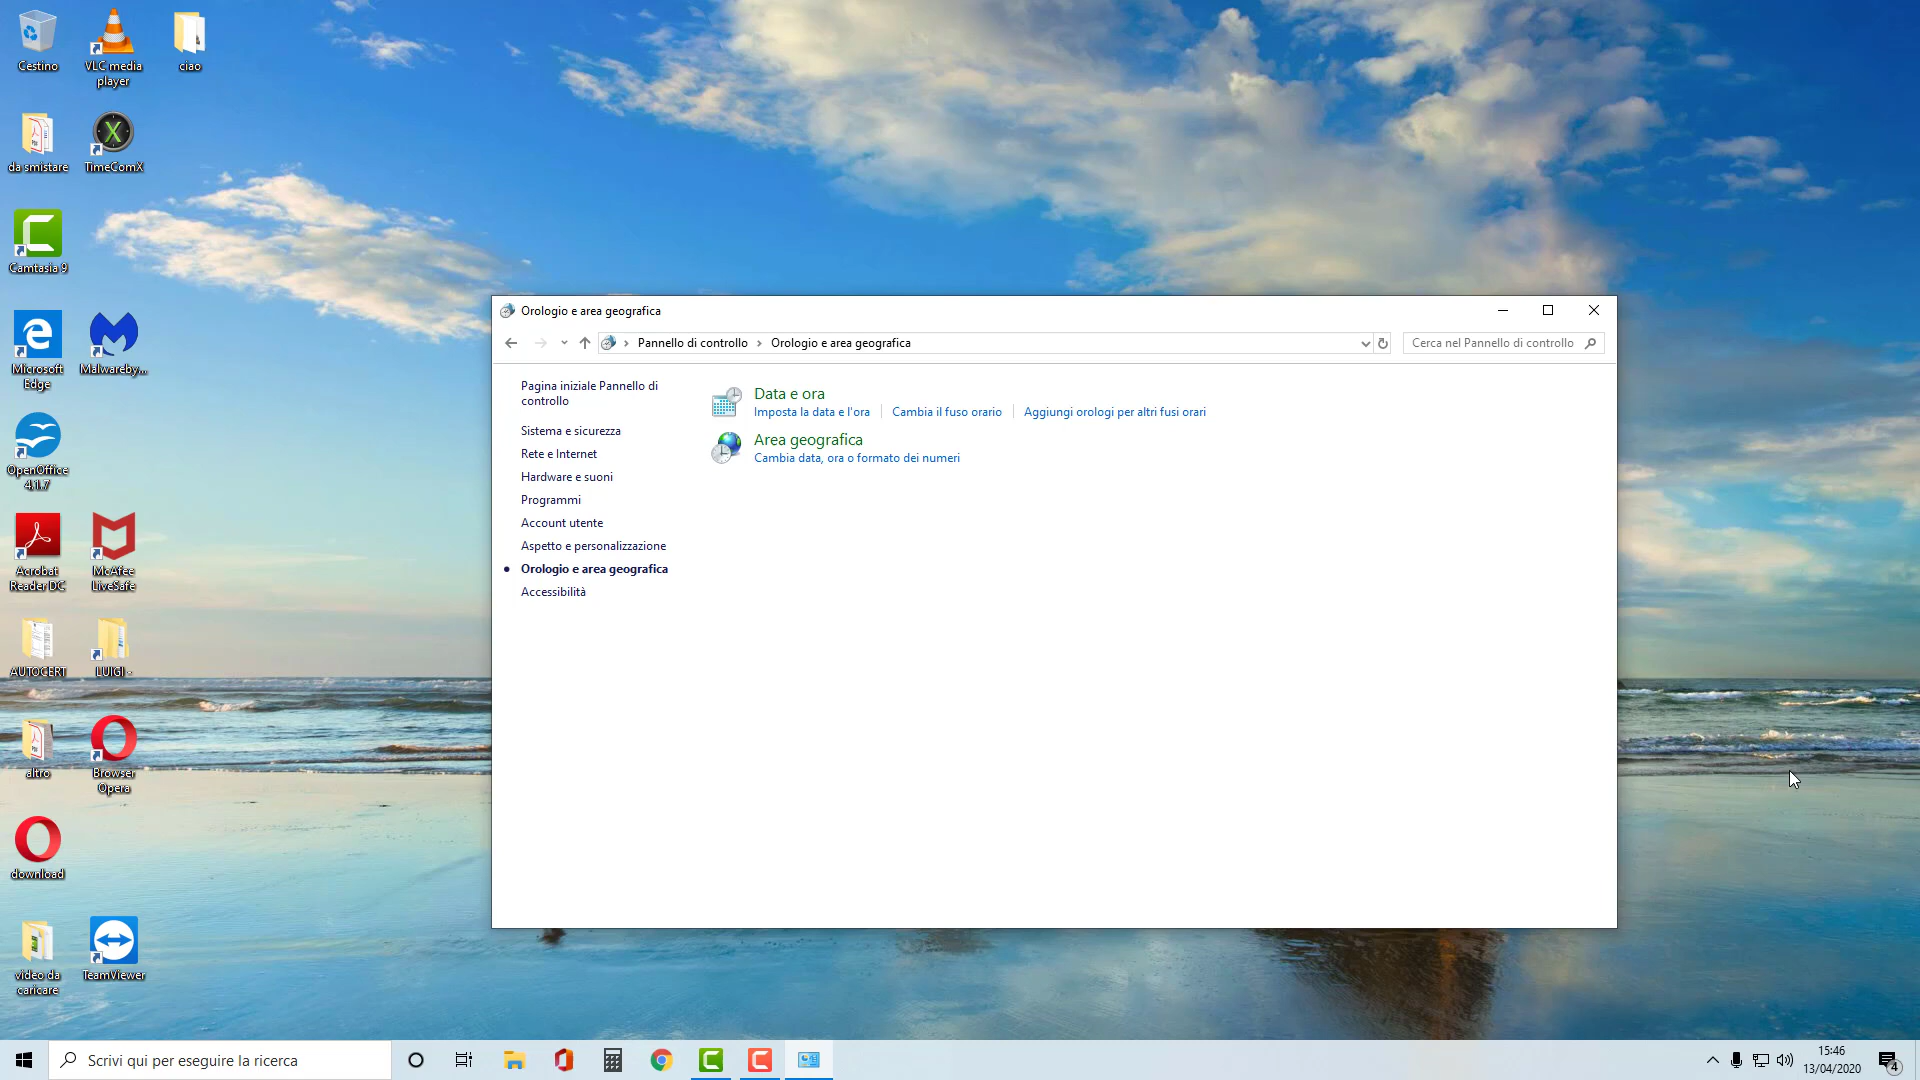 Cestino
VLC media
player
ciao
da smistare
TimeComX
Camtasia 9
Microsoft
Edge
Malwareby...
OpenOffice
4.1.7
Acrobat
Reader DC
McAfee
LiveSafe
AUTOCERT
LUIGI -
altro
Browser
Opera
download
video da
caricare
TeamViewer
Orologio e area geografica
Pannello di controllo
Orologio e area geografica
Cerca nel Pannello di controllo
Pagina iniziale Pannello di
controllo
Sistema e sicurezza
Rete e Internet
Hardware e suoni
Programmi
Account utente
Aspetto e personalizzazione
Orologio e area geografica
Accessibilità
Data e ora
Imposta la data e l'ora
Cambia il fuso orario
Aggiungi orologi per altri fusi orari
Area geografica
Cambia data, ora o formato dei numeri
Scrivi qui per eseguire la ricerca
15:46
13/04/2020
4